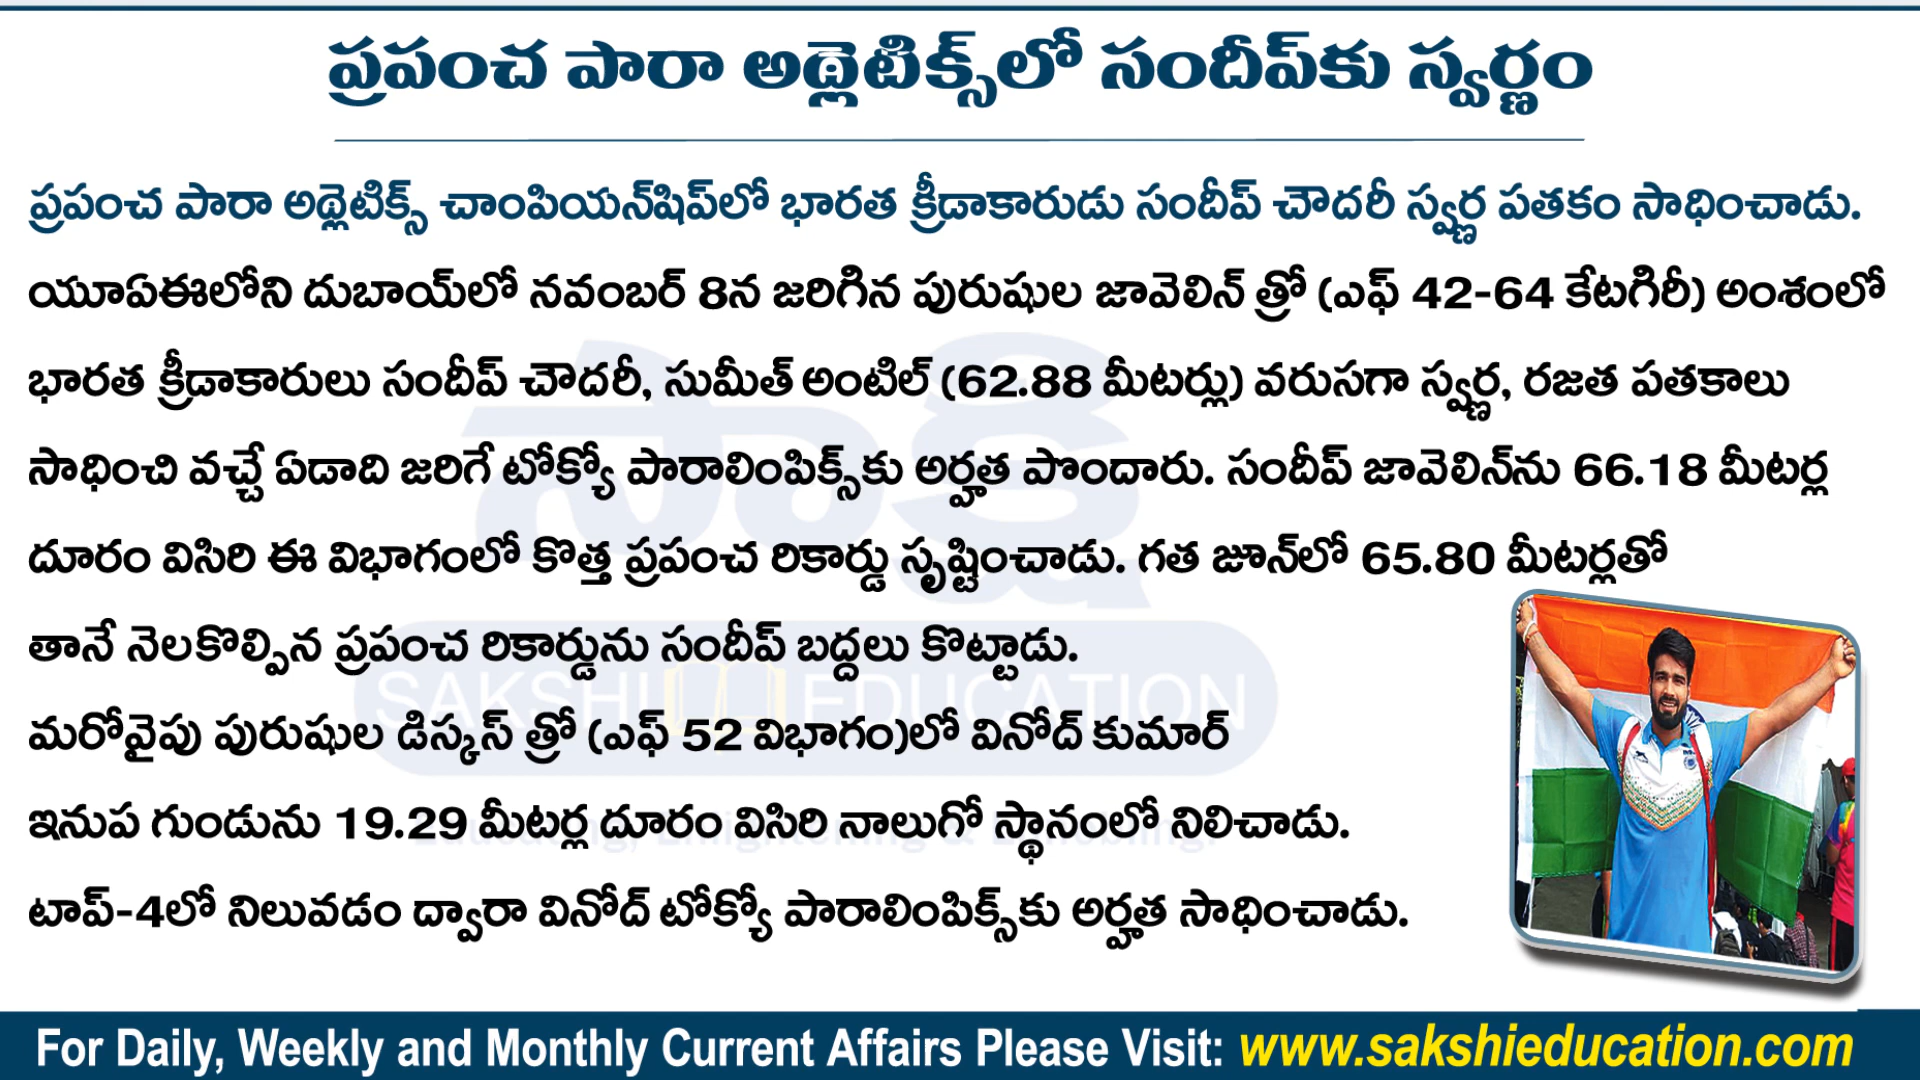 ప్రపంచ పారా అథ్లెటిక్స్‌లో సందీప్‌కు స్వర్ణం
ప్రపంచ పారా అథ్లెటిక్స్ చాంపియన్‌షిప్‌లో భారత క్రీడాకారుడు సందీప్ చౌదరీ స్వర్ణ పతకం సాధించాడు.
యూఏఈలోని దుబాయ్‌లో నవంబర్ 8న జరిగిన పురుషుల జావెలిన్ త్రో (ఎఫ్ 42-64 కేటగిరీ) అంశంలో
భారత క్రీడాకారులు సందీప్ చౌదరీ, సుమీత్ అంటిల్ (62.88 మీటర్లు) వరుసగా స్వర్ణ, రజత పతకాలు
సాధించి వచ్చే ఏడాది జరిగే టోక్యో పారాలింపిక్స్‌కు అర్హత పొందారు. సందీప్ జావెలిన్‌ను 66.18 మీటర్ల
దూరం విసిరి ఈ విభాగంలో కొత్త ప్రపంచ రికార్డు సృష్టించాడు. గత జూన్‌లో 65.80 మీటర్లతో
తానే నెలకొల్పిన ప్రపంచ రికార్డును సందీప్ బద్దలు కొట్టాడు.
మరోవైపు పురుషుల డిస్కస్ త్రో (ఎఫ్ 52 విభాగం)లో వినోద్ కుమార్
ఇనుప గుండును 19.29 మీటర్ల దూరం విసిరి నాలుగో స్థానంలో నిలిచాడు.
టాప్-4లో నిలువడం ద్వారా వినోద్ టోక్యో పారాలింపిక్స్‌కు అర్హత సాధించాడు.
సాక్షి
SAKSHI EDUCATION
For Daily, Weekly and Monthly Current Affairs Please Visit: www.sakshieducation.com